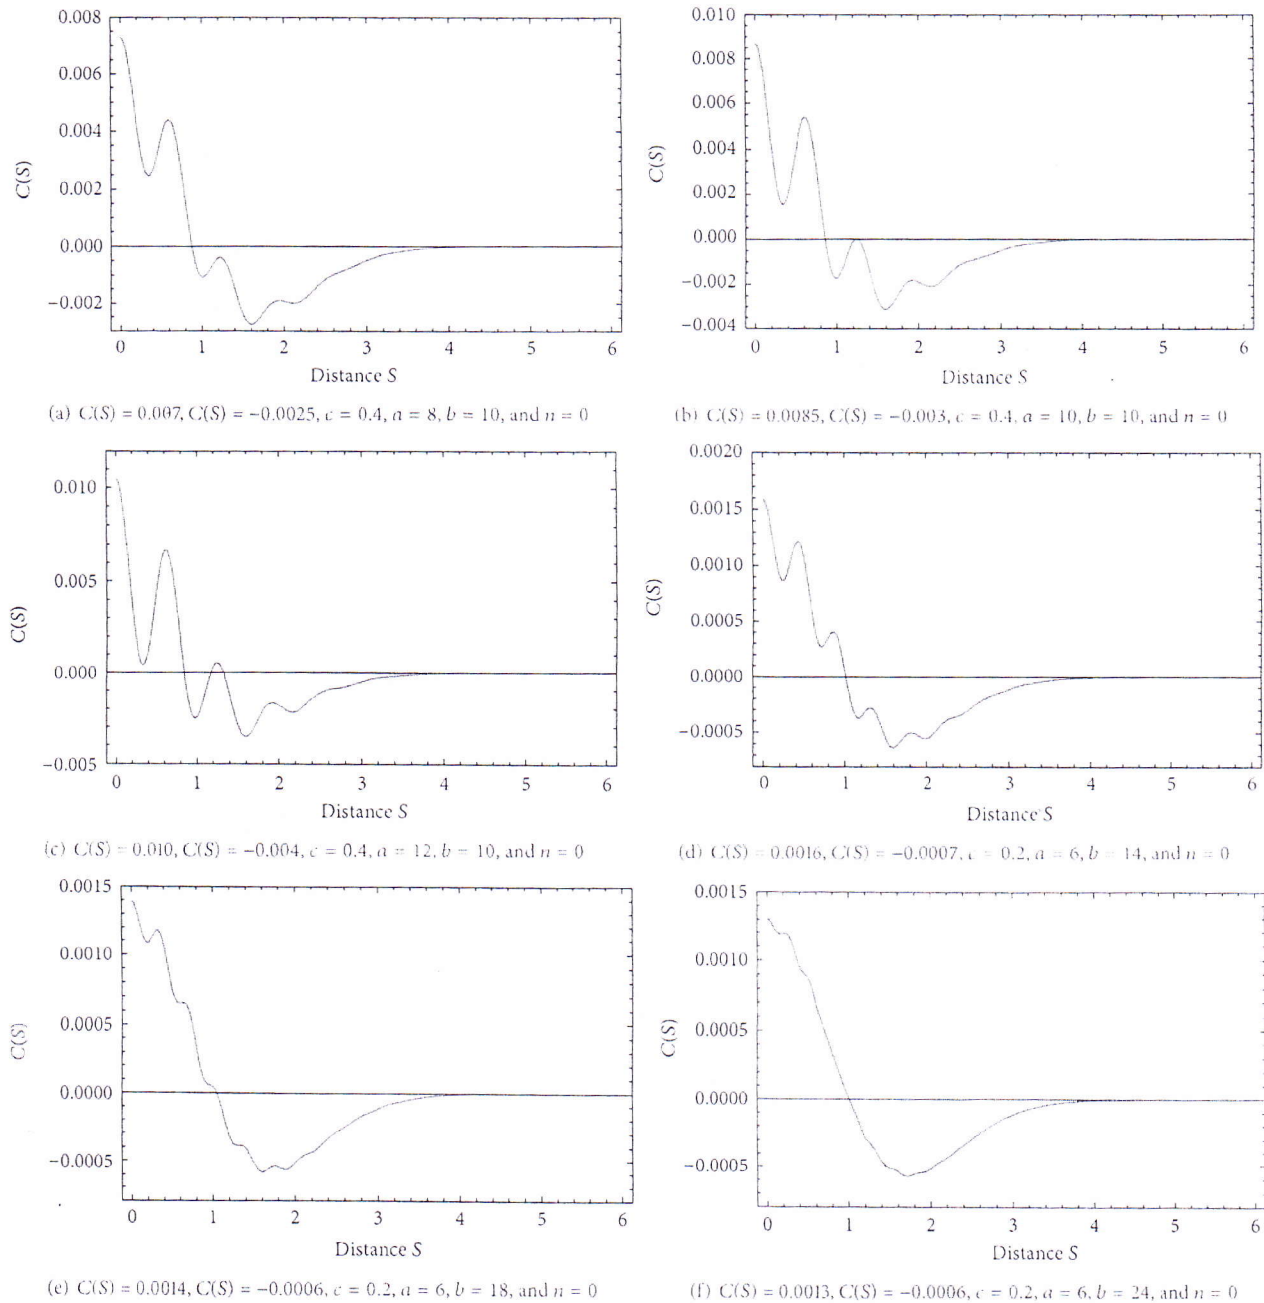 0.008
0.006
0.004
0.002
0.000
−0.002
C(S)
0 1 2 3 4 5 6
Distance S
(a) C(S) = 0.007, C(S) = −0.0025, c = 0.4, a = 8, b = 10, and n = 0
0.010
0.008
0.006
0.004
0.002
0.000
−0.002
−0.004
C(S)
0 1 2 3 4 5 6
Distance S
(b) C(S) = 0.0085, C(S) = −0.003, c = 0.4, a = 10, b = 10, and n = 0
0.010
0.005
0.000
−0.005
C(S)
0 1 2 3 4 5 6
Distance S
(c) C(S) = 0.010, C(S) = −0.004, c = 0.4, a = 12, b = 10, and n = 0
0.0020
0.0015
0.0010
0.0005
0.0000
−0.0005
C(S)
0 1 2 3 4 5 6
Distance S
(d) C(S) = 0.0016, C(S) = −0.0007, c = 0.2, a = 6, b = 14, and n = 0
0.0015
0.0010
0.0005
0.0000
−0.0005
C(S)
0 1 2 3 4 5 6
Distance S
(e) C(S) = 0.0014, C(S) = −0.0006, c = 0.2, a = 6, b = 18, and n = 0
0.0015
0.0010
0.0005
0.0000
−0.0005
C(S)
0 1 2 3 4 5 6
Distance S
(f) C(S) = 0.0013, C(S) = −0.0006, c = 0.2, a = 6, b = 24, and n = 0